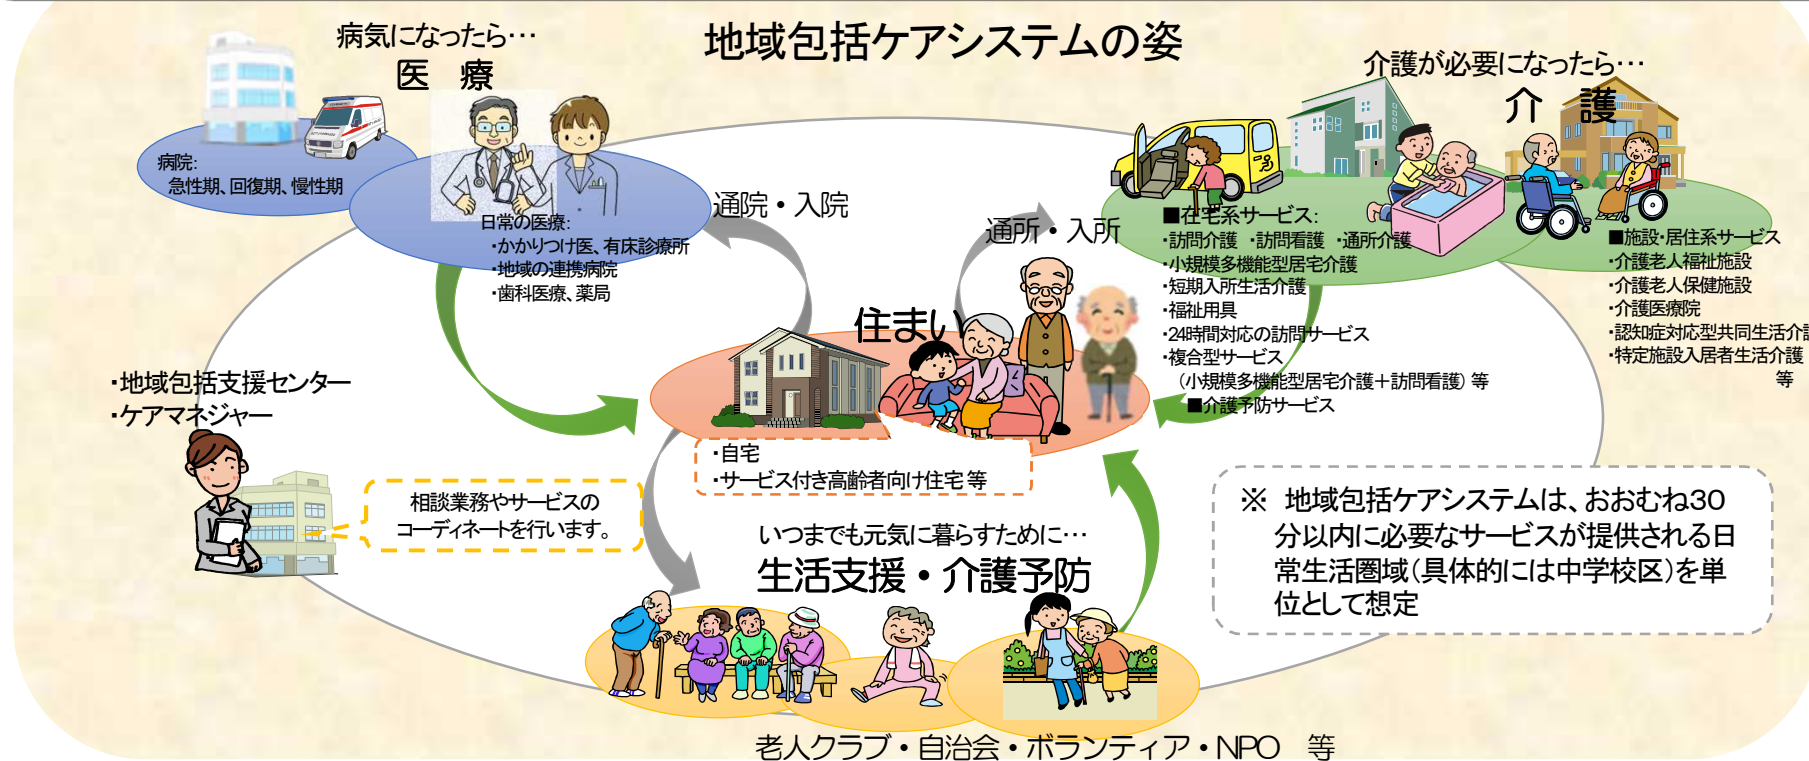 地域包括ケアシステムの姿
病気になったら…
医　療
病院:
急性期、回復期、慢性期
日常の医療:
・かかりつけ医、有床診療所
・地域の連携病院
・歯科医療、薬局
通院・入院
通所・入所
介護が必要になったら…
介　護
■在宅系サービス:
・訪問介護 ・訪問看護 ・通所介護
・小規模多機能型居宅介護
・短期入所生活介護
・福祉用具
・24時間対応の訪問サービス
・複合型サービス
（小規模多機能型居宅介護＋訪問看護）等
■介護予防サービス
■施設・居住系サービス
・介護老人福祉施設
・介護老人保健施設
・介護医療院
・認知症対応型共同生活介護
・特定施設入居者生活介護
等
住まい
・自宅
・サービス付き高齢者向け住宅 等
・地域包括支援センター
・ケアマネジャー
相談業務やサービスの
コーディネートを行います。
いつまでも元気に暮らすために…
生活支援・介護予防
老人クラブ・自治会・ボランティア・NPO　等
※　地域包括ケアシステムは、おおむね30
分以内に必要なサービスが提供される日
常生活圏域（具体的には中学校区）を単
位として想定